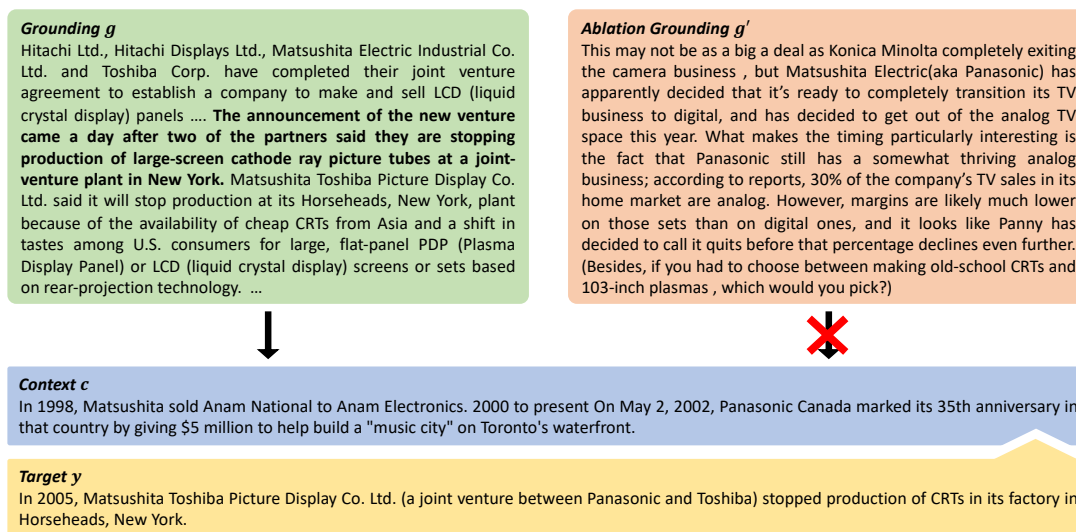 Grounding g
Hitachi Ltd., Hitachi Displays Ltd., Matsushita Electric Industrial Co.
Ltd. and Toshiba Corp. have completed their joint venture
agreement to establish a company to make and sell LCD (liquid
crystal display) panels .... The announcement of the new venture
came a day after two of the partners said they are stopping
production of large-screen cathode ray picture tubes at a joint-
venture plant in New York. Matsushita Toshiba Picture Display Co.
Ltd. said it will stop production at its Horseheads, New York, plant
because of the availability of cheap CRTs from Asia and a shift in
tastes among U.S. consumers for large, flat-panel PDP (Plasma
Display Panel) or LCD (liquid crystal display) screens or sets based
on rear-projection technology. ...
Ablation Grounding g′
This may not be as a big a deal as Konica Minolta completely exiting
the camera business , but Matsushita Electric(aka Panasonic) has
apparently decided that it's ready to completely transition its TV
business to digital, and has decided to get out of the analog TV
space this year. What makes the timing particularly interesting is
the fact that Panasonic still has a somewhat thriving analog
business; according to reports, 30% of the company's TV sales in its
home market are analog. However, margins are likely much lower
on those sets than on digital ones, and it looks like Panny has
decided to call it quits before that percentage declines even further.
(Besides, if you had to choose between making old-school CRTs and
103-inch plasmas , which would you pick?)
Context c
In 1998, Matsushita sold Anam National to Anam Electronics. 2000 to present On May 2, 2002, Panasonic Canada marked its 35th anniversary in
that country by giving $5 million to help build a "music city" on Toronto's waterfront.
Target y
In 2005, Matsushita Toshiba Picture Display Co. Ltd. (a joint venture between Panasonic and Toshiba) stopped production of CRTs in its factory in
Horseheads, New York.